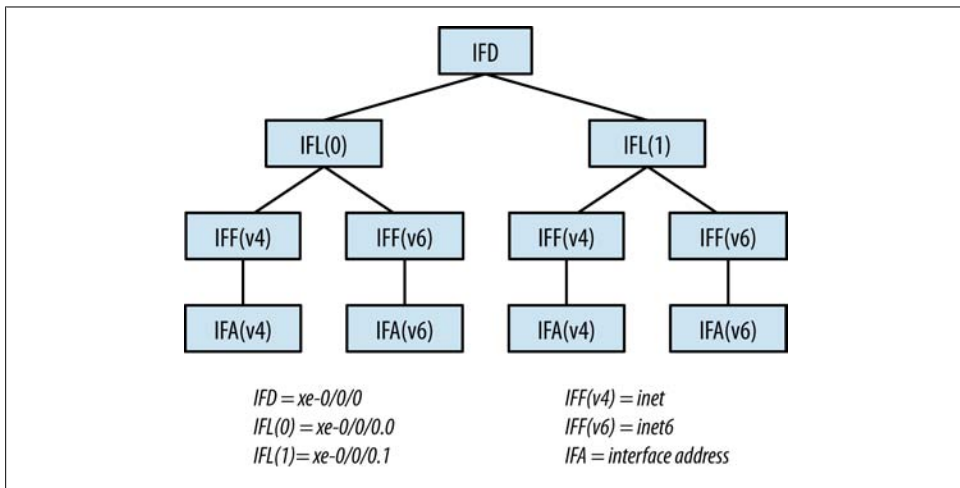 IFD
IFL(0) IFL(1)
IFF(v4) IFF(v6) IFF(v4) IFF(v6)
IFA(v4) IFA(v6) IFA(v4) IFA(v6)
IFD = xe-0/0/0
IFL(0) = xe-0/0/0.0
IFL(1)= xe-0/0/0.1
IFF(v4) = inet
IFF(v6) = inet6
IFA = interface address